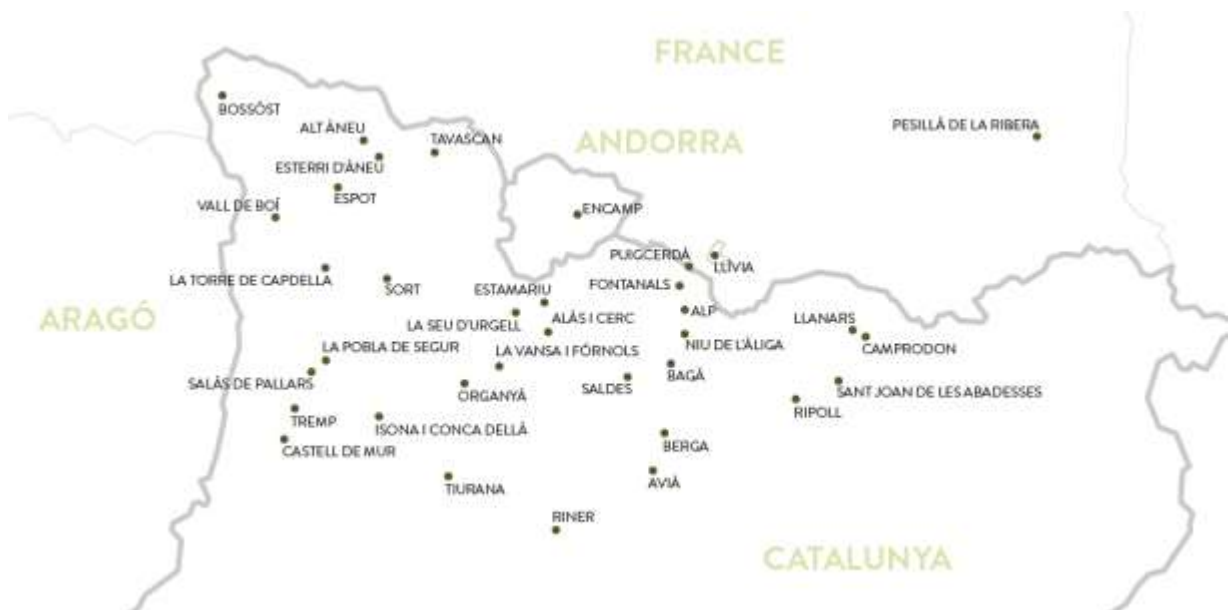 FRANCE
BOSSÒST
PESILLÀ DE LA RIBERA
ALT ÀNEU
ANDORRA
TAVASCAN
ESTERRI D'ÀNEU
ESPOT
VALL DE BOÍ
ENCAMP
PUIGCERDÀ
LLÍVIA
LA TORRE DE CAPDELLA
SORT
ESTAMARIU
FONTANALS
ARAGÓ
ALP
ALÀS I CERC
LLANARS
LA SEU D'URGELL
NIU DE L'ÀLIGA
CAMPRODON
LA POBLA DE SEGUR
LA VANSA I FÓRNOLS
BAGÀ
SALÀS DE PALLARS
ORGANYÀ
SALDES
SANT JOAN DE LES ABADESSES
RIPOLL
TREMP
ISONA I CONCA DELLÀ
CASTELL DE MUR
BERGA
AVIÀ
TIURANA
RINER
CATALUNYA